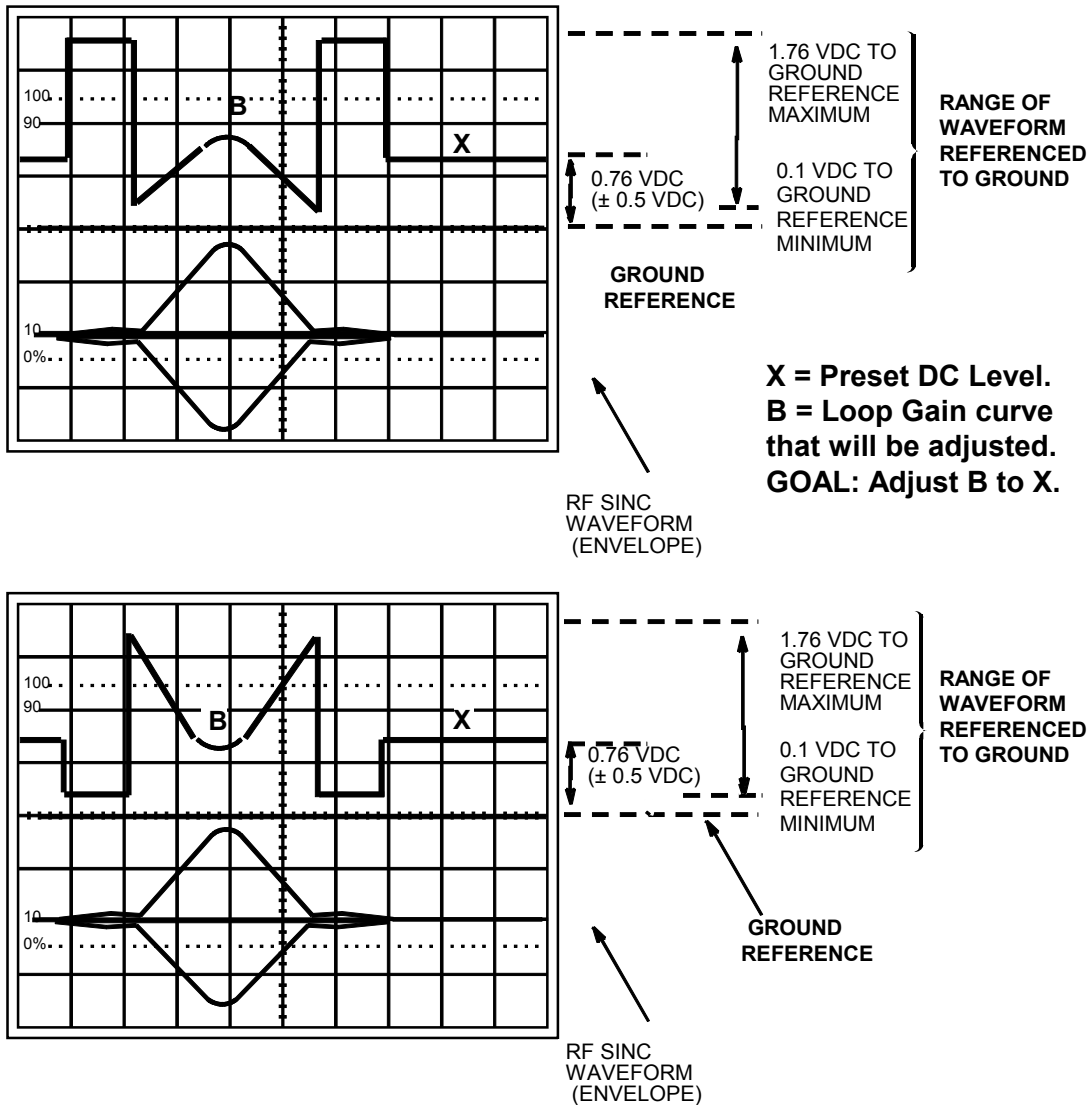 1.76 VDC TO
GROUND
REFERENCE
MAXIMUM
100
90
B
X
RANGE OF
WAVEFORM
REFERENCED
TO GROUND
0.76 VDC
(± 0.5 VDC)
0.1 VDC TO
GROUND
REFERENCE
MINIMUM
GROUND
REFERENCE
10
0%
X = Preset DC Level.
B = Loop Gain curve
that will be adjusted.
GOAL: Adjust B to X.
RF SINC
WAVEFORM
(ENVELOPE)
1.76 VDC TO
GROUND
REFERENCE
MAXIMUM
100
90
B
X
RANGE OF
WAVEFORM
REFERENCED
TO GROUND
0.76 VDC
(± 0.5 VDC)
0.1 VDC TO
GROUND
REFERENCE
MINIMUM
10
0%
GROUND
REFERENCE
RF SINC
WAVEFORM
(ENVELOPE)